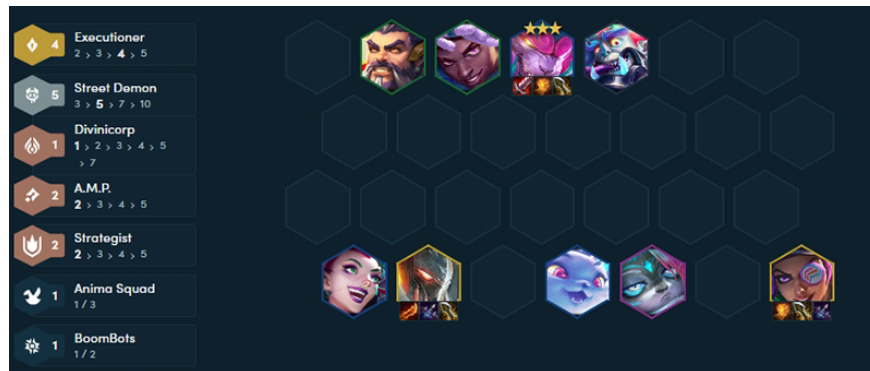 Executioner
4
2 > 3 > 4 > 5
Street Demon
5
3 > 5 > 7 > 10
Divinicorp
1
1 > 2 > 3 > 4 > 5
> 7
A.M.P.
2
2 > 3 > 4 > 5
Strategist
2
2 > 3 > 4 > 5
Anima Squad
1
1 / 3
BoomBots
1
1 / 2